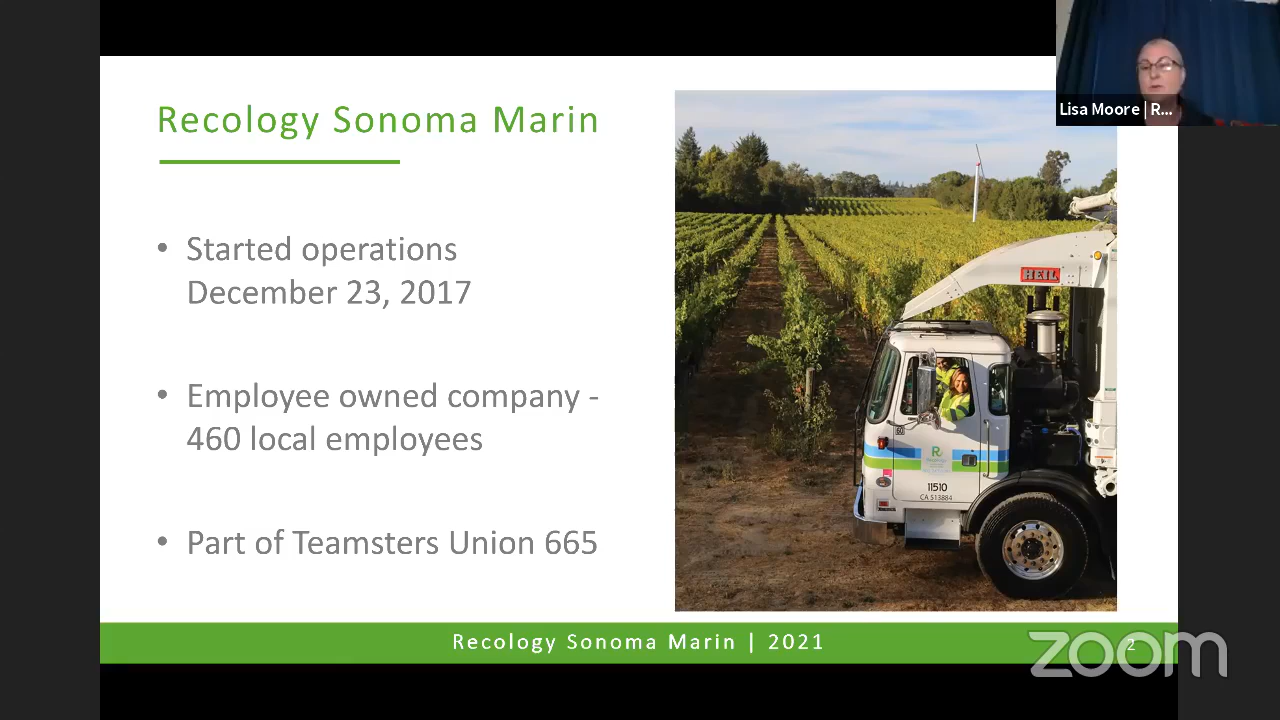 Recology Sonoma Marin
• Started operations
December 23, 2017
• Employee owned company -
460 local employees
• Part of Teamsters Union 665
Lisa Moore | R...
HEIL
R
11510
CA 513884
Recology Sonoma Marin | 2021
2
zoom